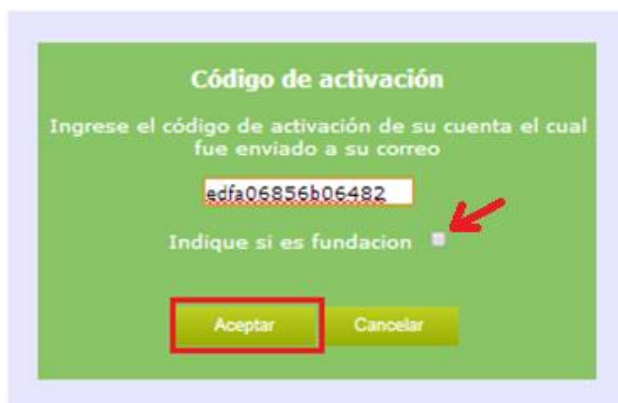 Código de activación
Ingrese el código de activación de su cuenta el cual
fue enviado a su correo
edfa06856b06482
Indique si es fundacion
Aceptar Cancelar